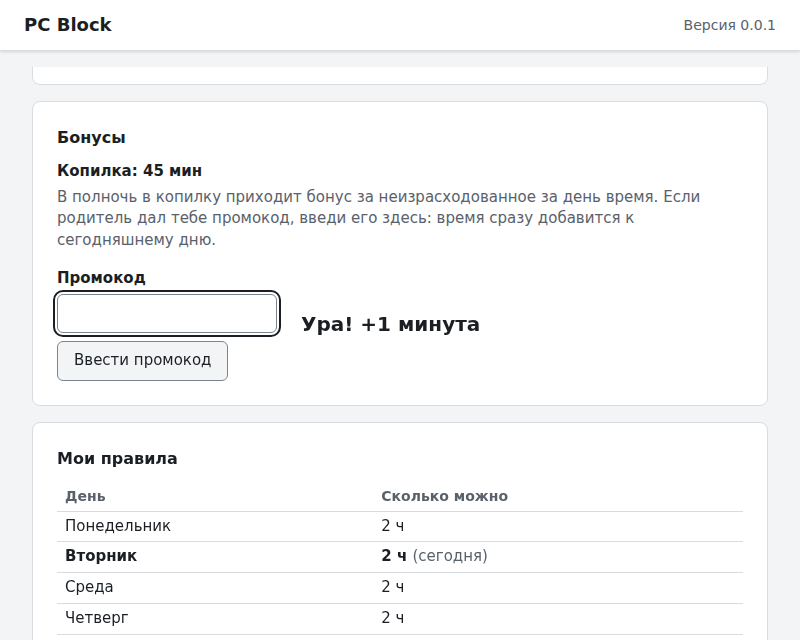 PC Block
Версия 0.0.1
Бонусы
Копилка: 45 мин
В полночь в копилку приходит бонус за неизрасходованное за день время. Если
родитель дал тебе промокод, введи его здесь: время сразу добавится к
сегодняшнему дню.
Промокод
Ура! +1 минута
Ввести промокод
Мои правила
День Сколько можно
Понедельник 2 ч
Вторник 2 ч (сегодня)
Среда 2 ч
Четверг 2 ч